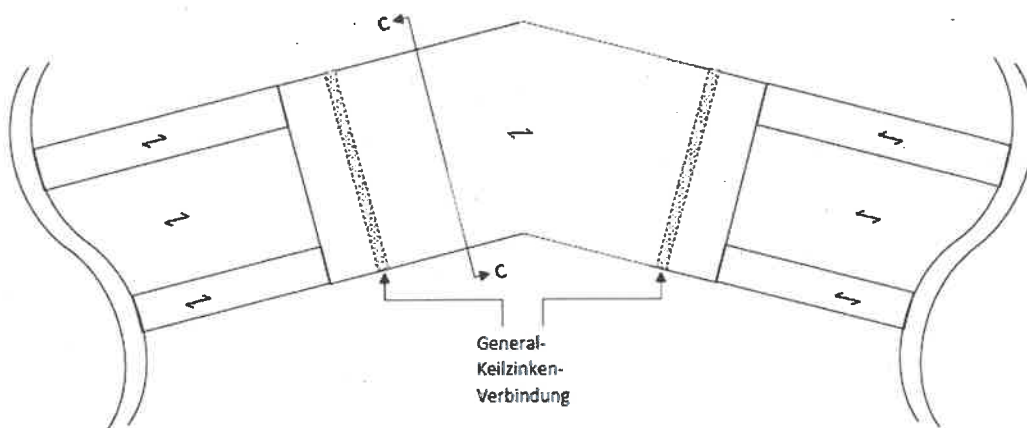 C
C
General-
Keilzinken-
Verbindung